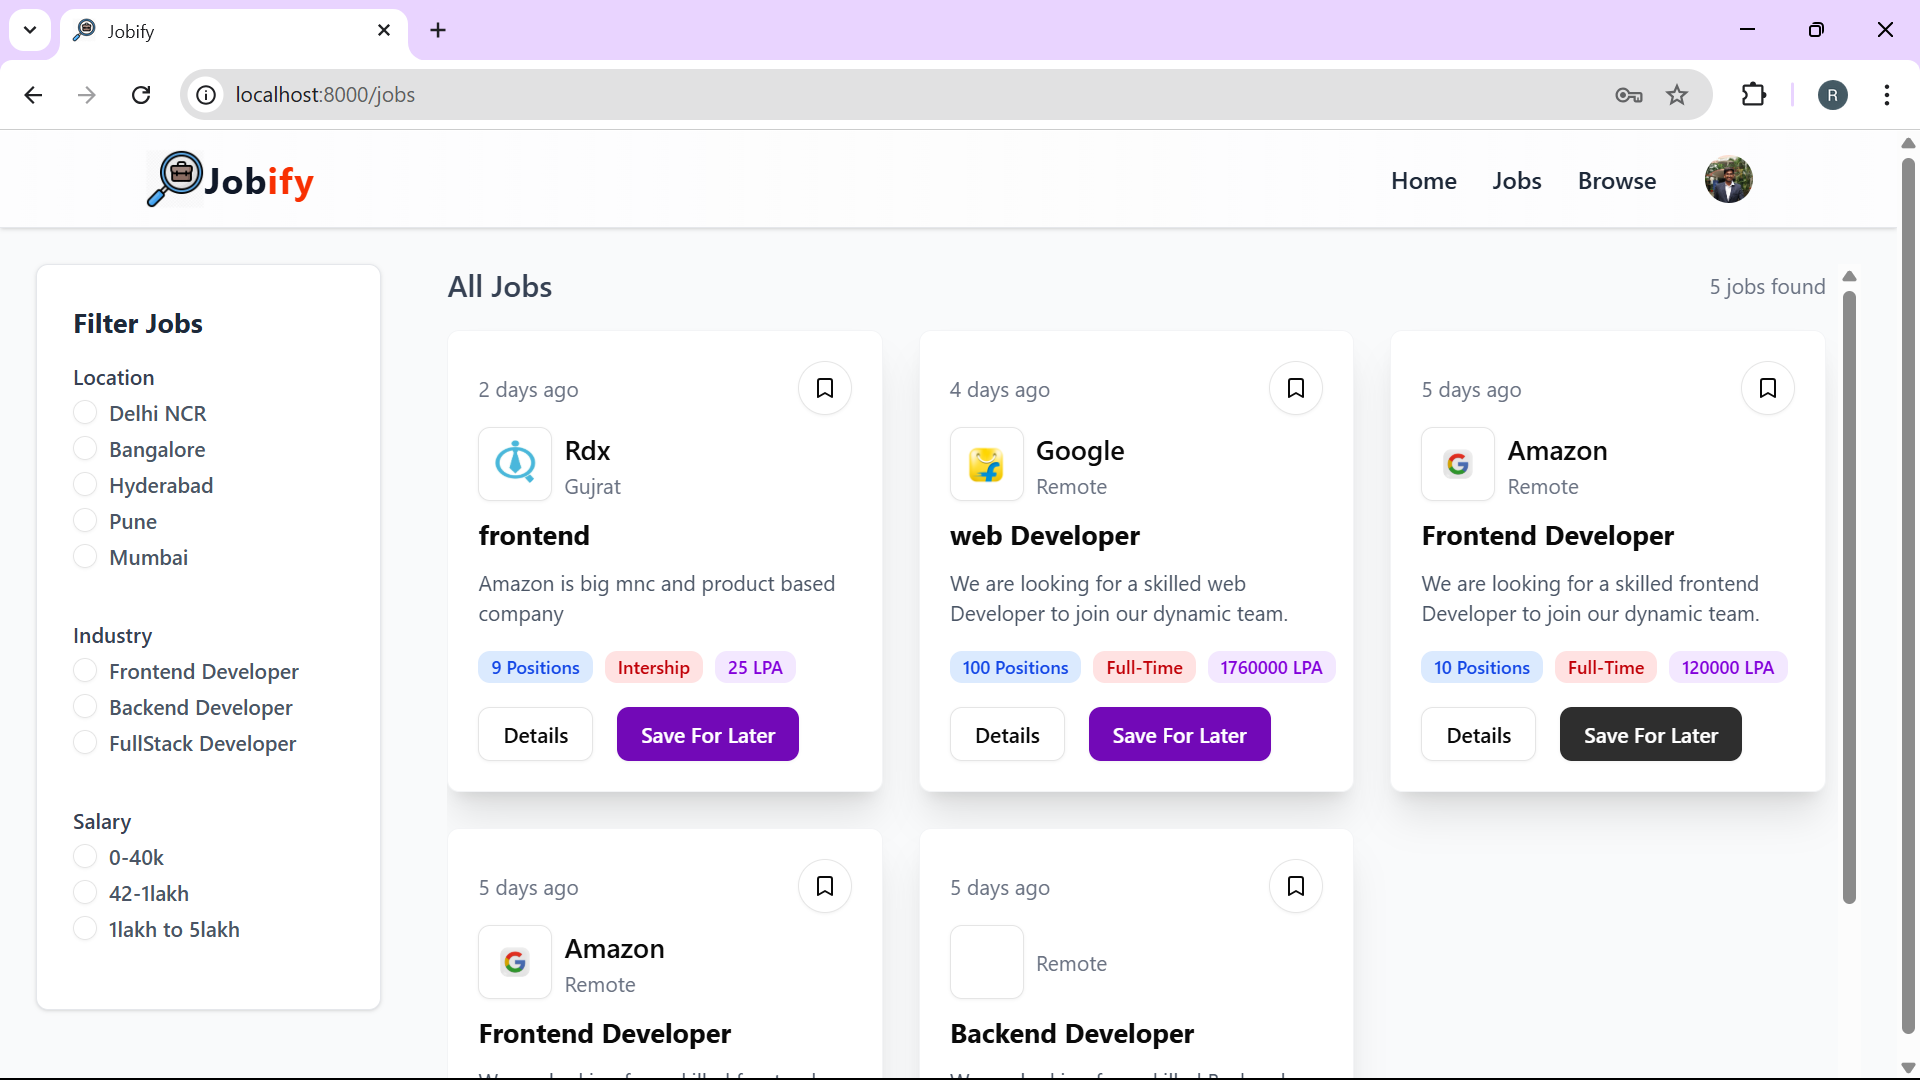 Jobify
localhost:8000/jobs
R
Jobify
Home Jobs Browse
Filter Jobs
Location
Delhi NCR
Bangalore
Hyderabad
Pune
Mumbai
Industry
Frontend Developer
Backend Developer
FullStack Developer
Salary
0-40k
42-1lakh
1lakh to 5lakh
All Jobs
5 jobs found
2 days ago
Rdx
Gujrat
frontend
Amazon is big mnc and product based
company
9 Positions Intership 25 LPA
Details Save For Later
4 days ago
Google
Remote
web Developer
We are looking for a skilled web
Developer to join our dynamic team.
100 Positions Full-Time 1760000 LPA
Details Save For Later
5 days ago
Amazon
Remote
Frontend Developer
We are looking for a skilled frontend
Developer to join our dynamic team.
10 Positions Full-Time 120000 LPA
Details Save For Later
5 days ago
Amazon
Remote
Frontend Developer
5 days ago
Remote
Backend Developer